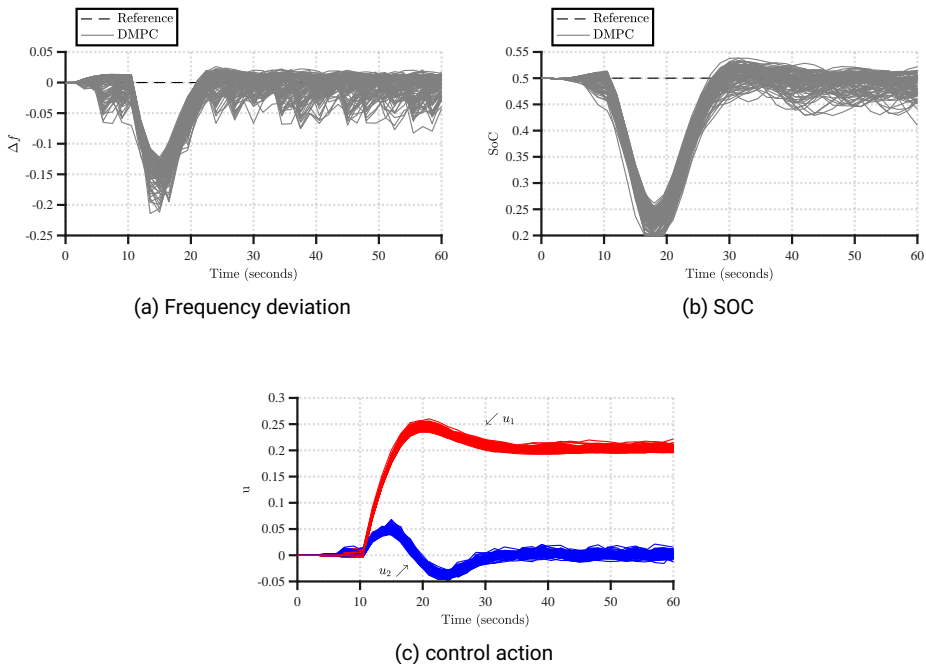 Reference
DMPC
0.05
0
-0.05
-0.1
-0.15
-0.2
-0.25
Δf
0 10 20 30 40 50 60
Time (seconds)
(a) Frequency deviation
Reference
DMPC
0.55
0.5
0.45
0.4
0.35
0.3
0.25
0.2
SoC
0 10 20 30 40 50 60
Time (seconds)
(b) SOC
0.3
0.25
0.2
0.15
0.1
0.05
0
-0.05
u
u₁
u₂
0 10 20 30 40 50 60
Time (seconds)
(c) control action